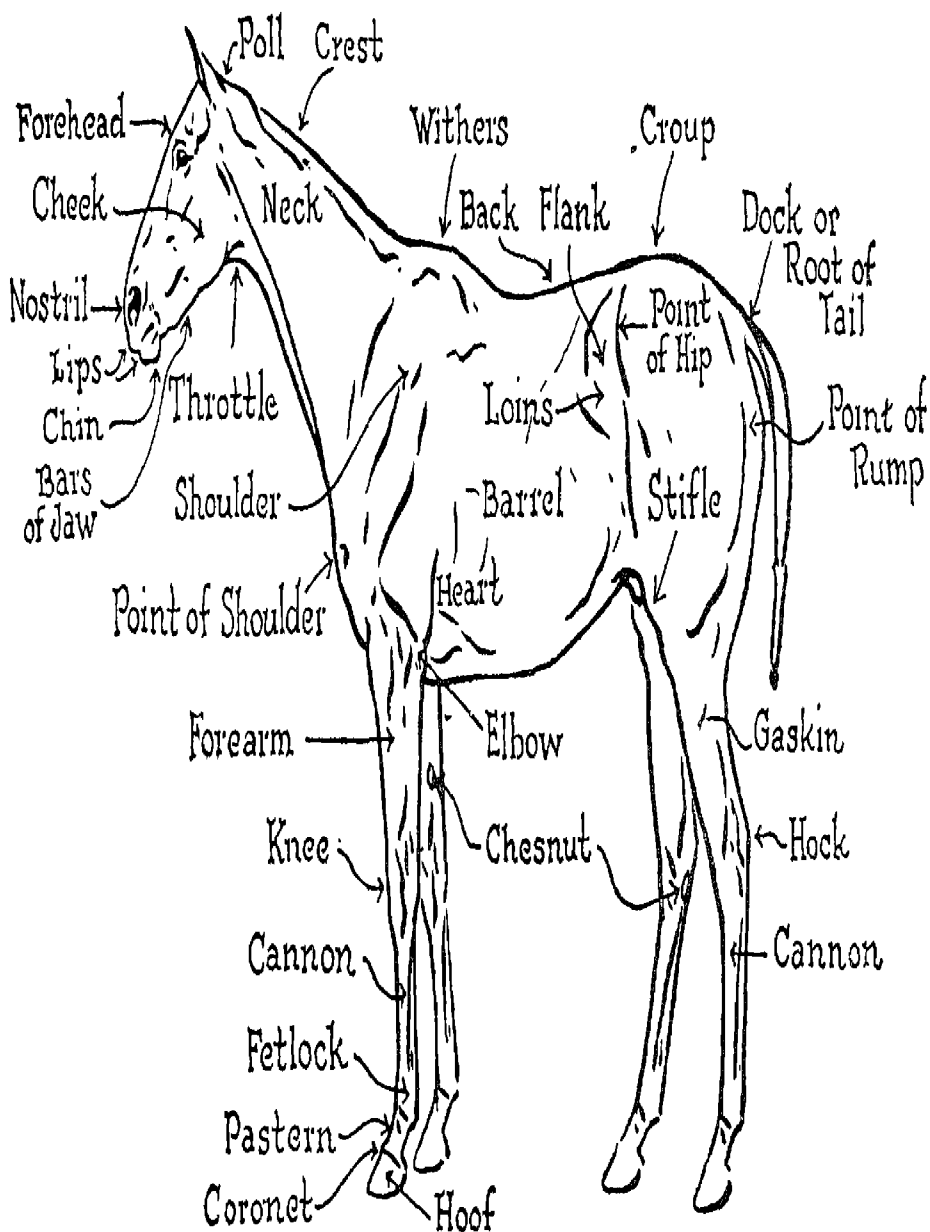 Poll
Crest
Forehead
Withers
Croup
Cheek
Neck
Back
Flank
Dock or
Root of
Tail
Nostril
Point
of Hip
Lips
Chin
Throttle
Loins
Point of
Rump
Bars
of Jaw
Shoulder
Barrel
Stifle
Point of Shoulder
Heart
Forearm
Elbow
Gaskin
Knee
Chesnut
Hock
Cannon
Cannon
Fetlock
Pastern
Coronet
Hoof